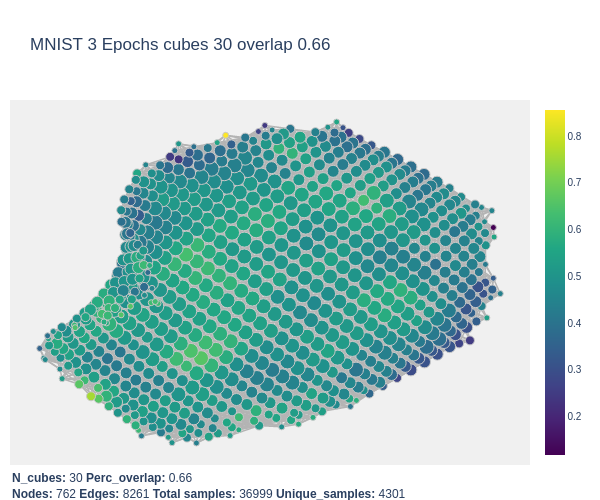 MNIST 3 Epochs cubes 30 overlap 0.66
0.8
0.7
0.6
0.5
0.4
0.3
0.2
N_cubes: 30 Perc_overlap: 0.66
Nodes: 762 Edges: 8261 Total samples: 36999 Unique_samples: 4301